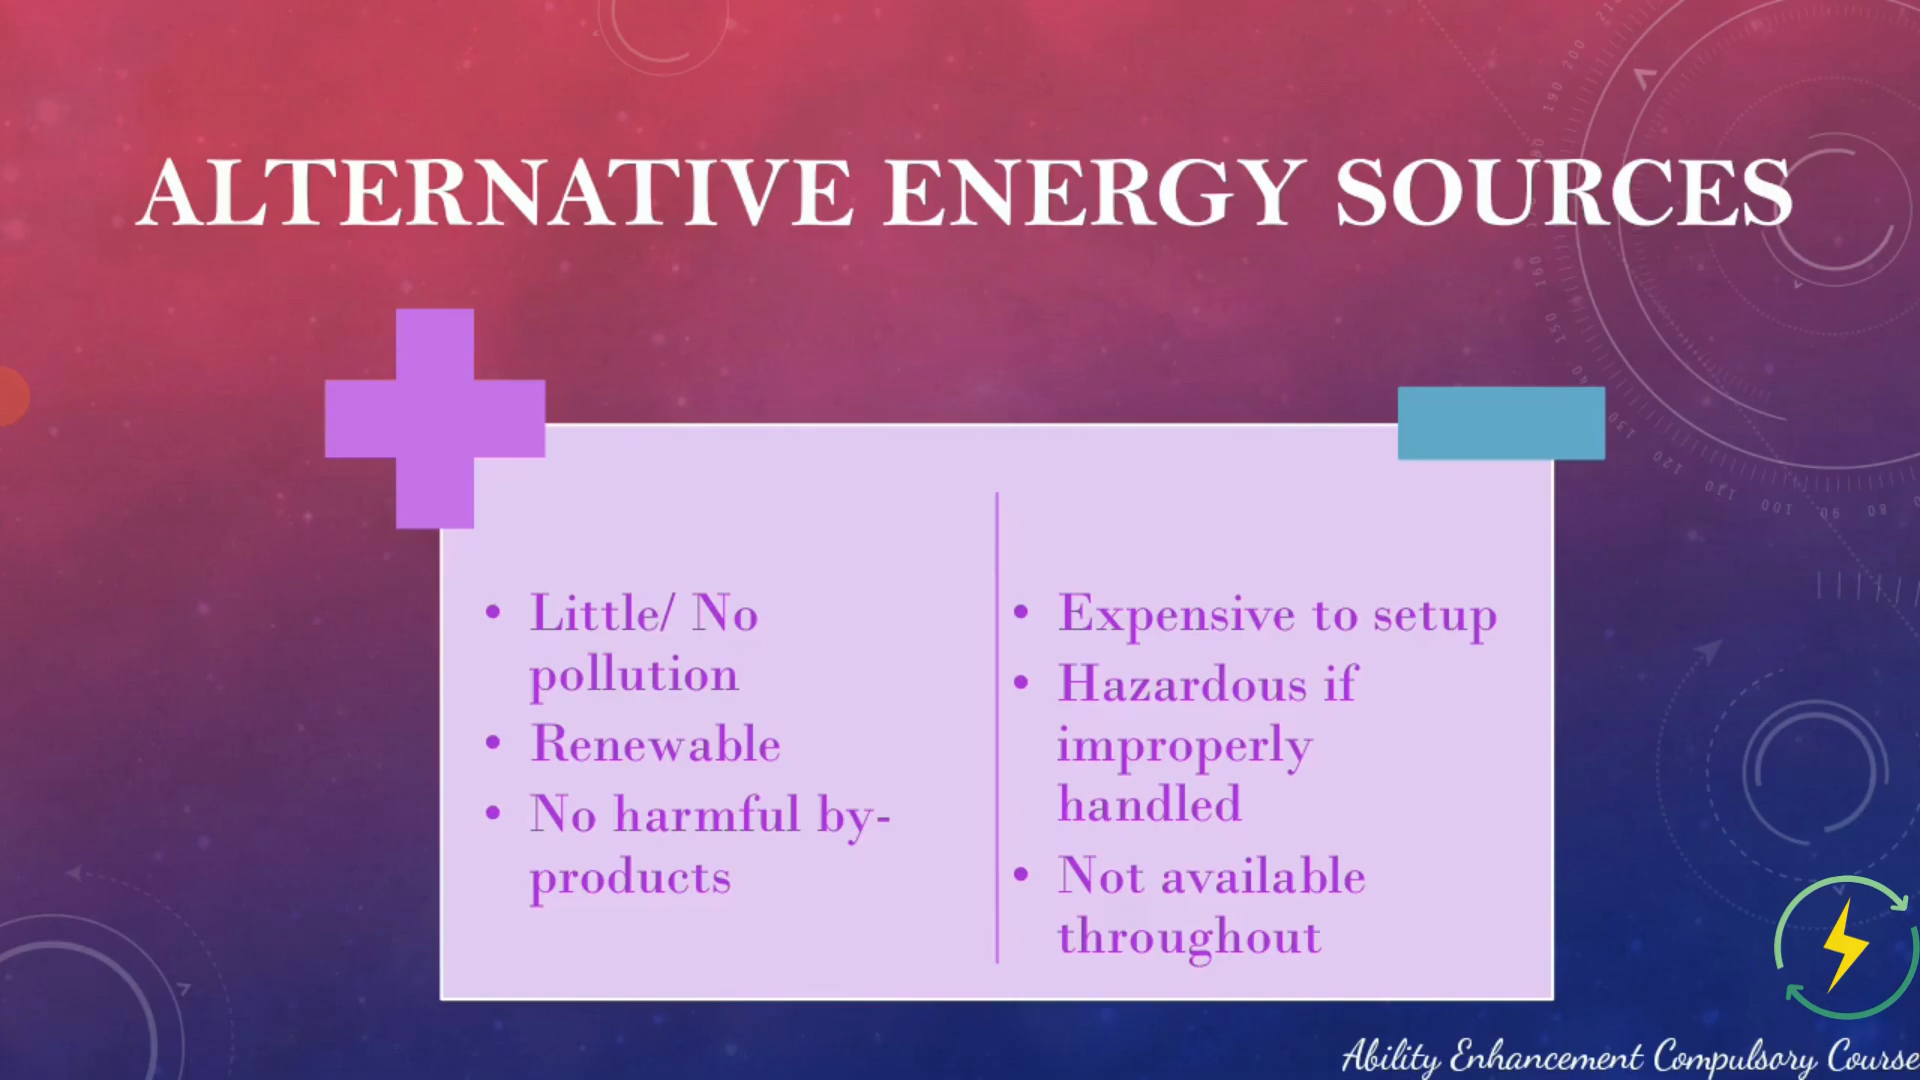 ALTERNATIVE ENERGY SOURCES
• Little/ No
pollution
• Renewable
• No harmful by-
products
• Expensive to setup
• Hazardous if
improperly
handled
• Not available
throughout
Ability Enhancement Compulsory Course